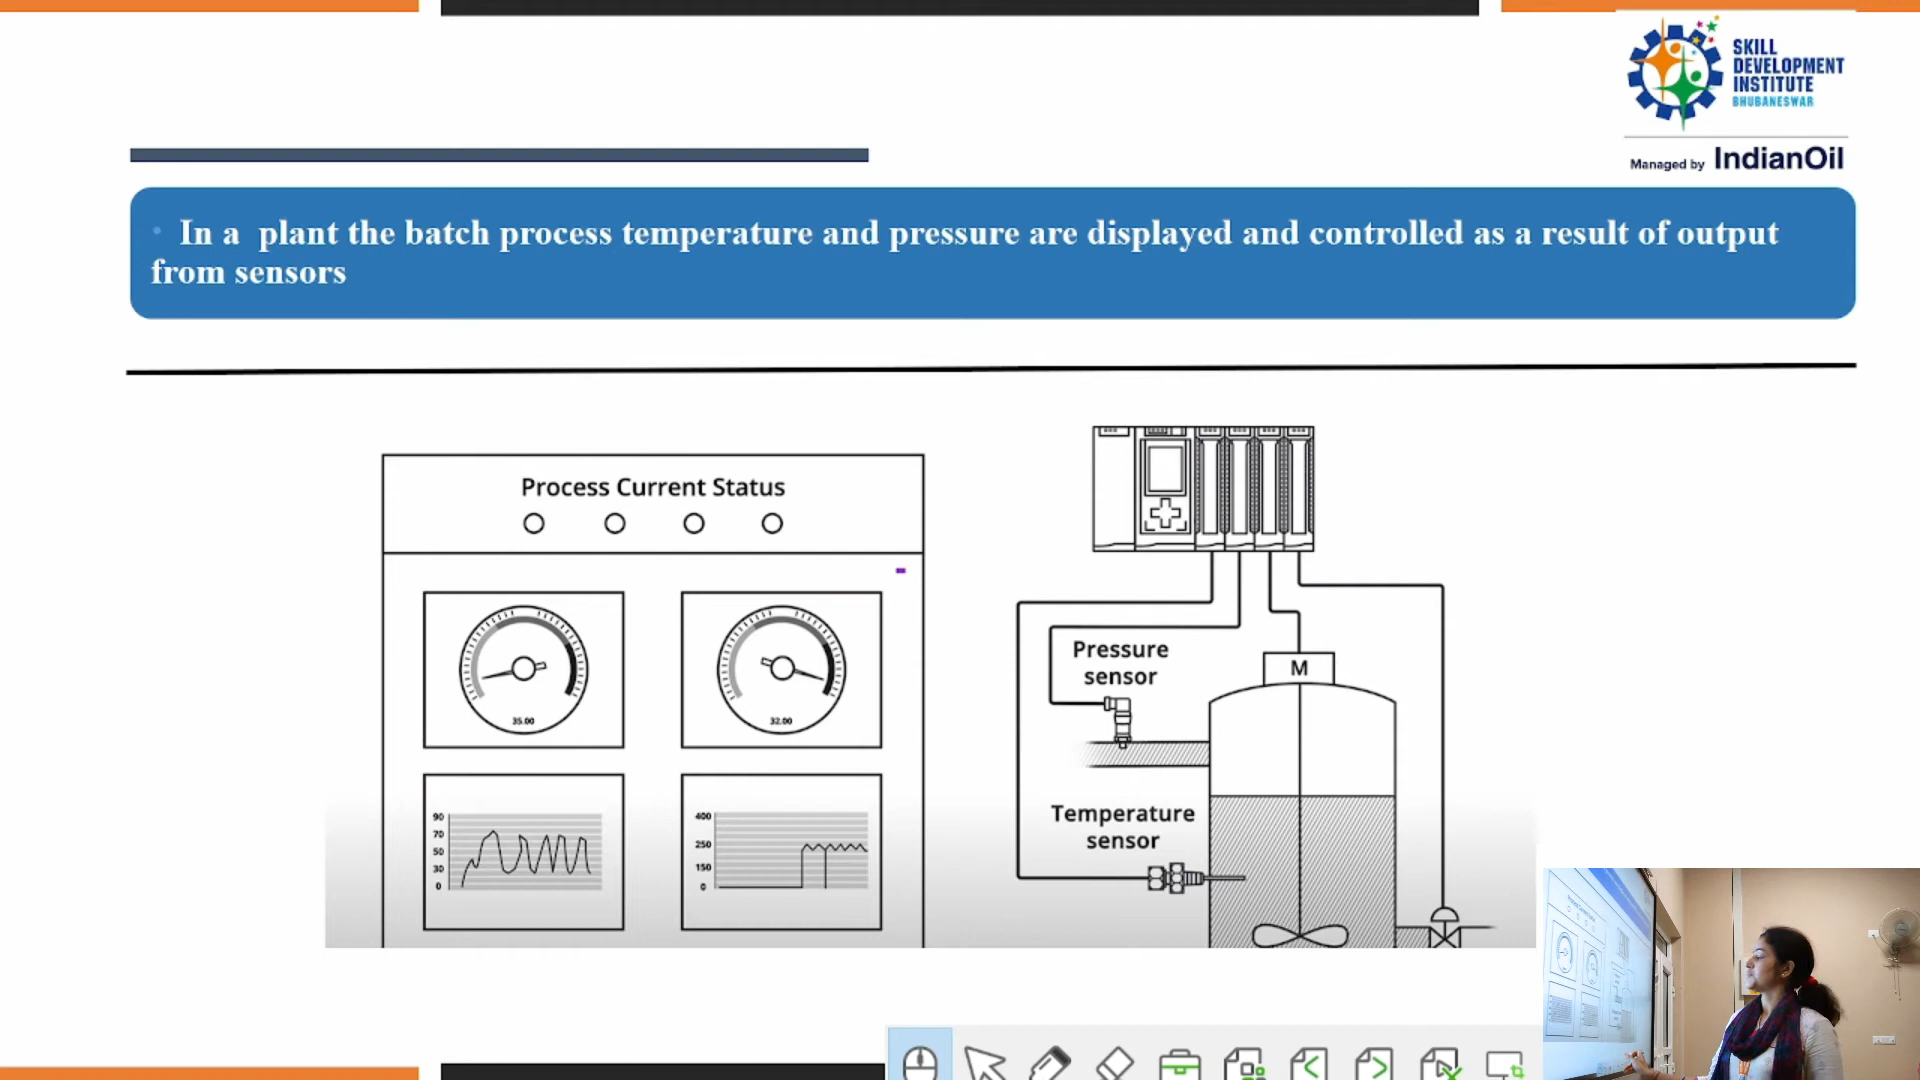 SKILL
DEVELOPMENT
INSTITUTE
BHUBANESWAR
Managed by IndianOil
• In a plant the batch process temperature and pressure are displayed and controlled as a result of output
from sensors
Process Current Status
35.00
32.00
90
70
50
30
0
400
250
150
0
Pressure
sensor
M
Temperature
sensor